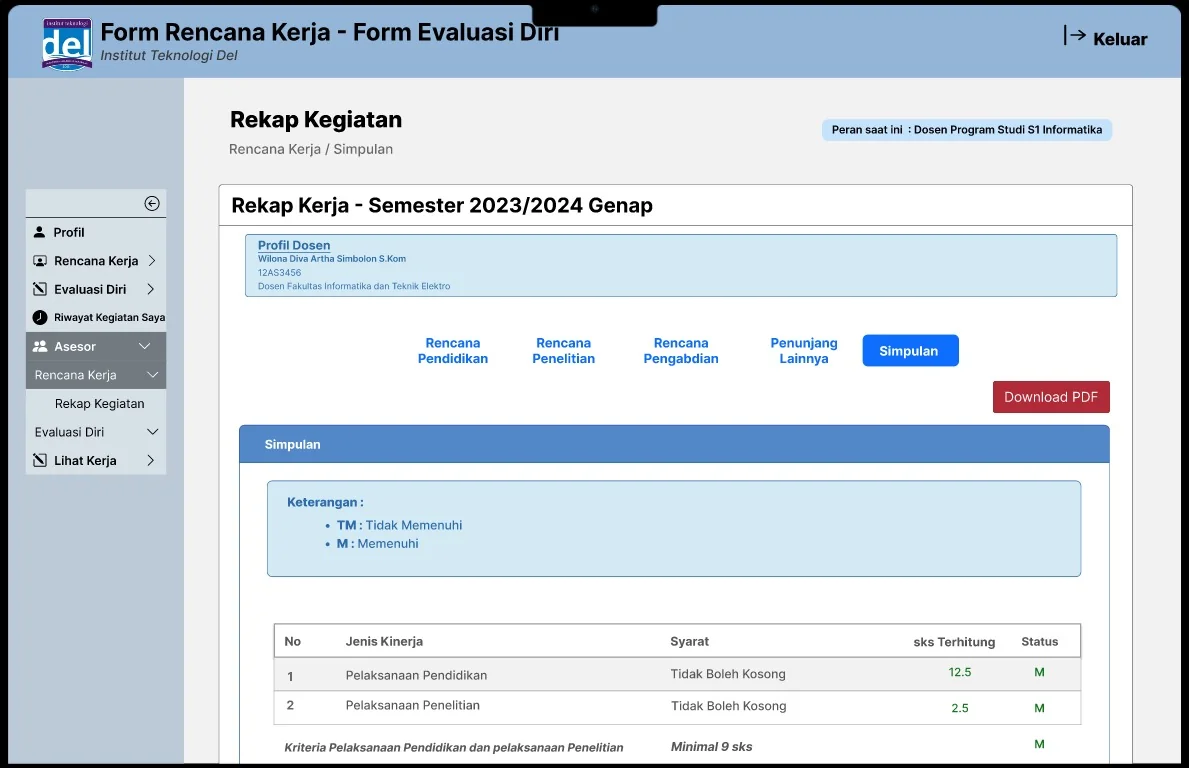 institut teknologi
del
Form Rencana Kerja - Form Evaluasi Diri
Institut Teknologi Del
Keluar
Rekap Kegiatan
Rencana Kerja / Simpulan
Peran saat ini : Dosen Program Studi S1 Informatika
Profil
Rencana Kerja
Evaluasi Diri
Riwayat Kegiatan Saya
Asesor
Rencana Kerja
Rekap Kegiatan
Evaluasi Diri
Lihat Kerja
Rekap Kerja - Semester 2023/2024 Genap
Profil Dosen
Wilona Diva Artha Simbolon S.Kom
12AS3456
Dosen Fakultas Informatika dan Teknik Elektro
Rencana Pendidikan
Rencana Penelitian
Rencana Pengabdian
Penunjang Lainnya
Simpulan
Download PDF
Simpulan
Keterangan :
• TM : Tidak Memenuhi
• M : Memenuhi
No Jenis Kinerja Syarat sks Terhitung Status
1 Pelaksanaan Pendidikan Tidak Boleh Kosong 12.5 M
2 Pelaksanaan Penelitian Tidak Boleh Kosong 2.5 M
Kriteria Pelaksanaan Pendidikan dan pelaksanaan Penelitian Minimal 9 sks M